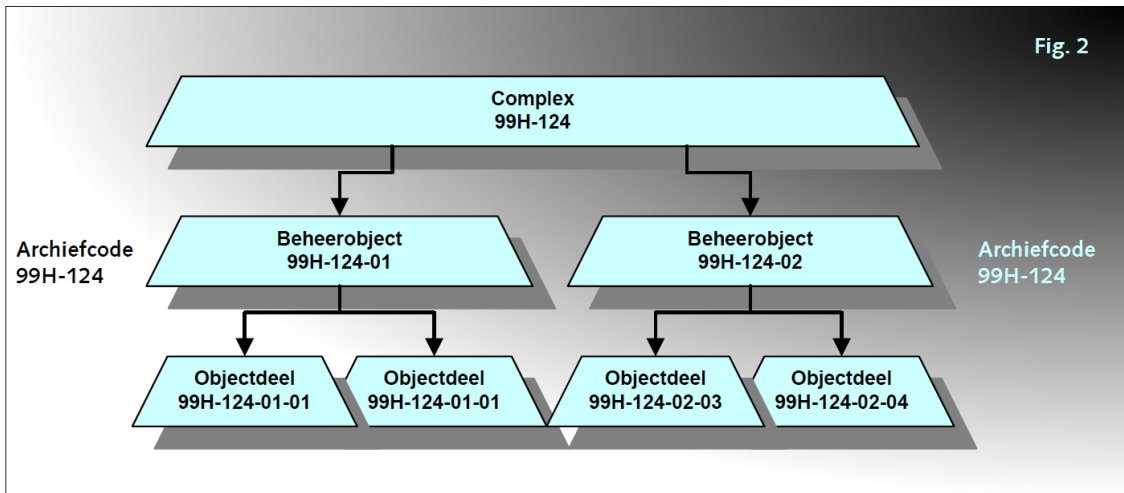 Fig. 2
Complex
99H-124
Archiefcode
99H-124
Beheerobject
99H-124-01
Beheerobject
99H-124-02
Archiefcode
99H-124
Objectdeel
99H-124-01-01
Objectdeel
99H-124-01-01
Objectdeel
99H-124-02-03
Objectdeel
99H-124-02-04